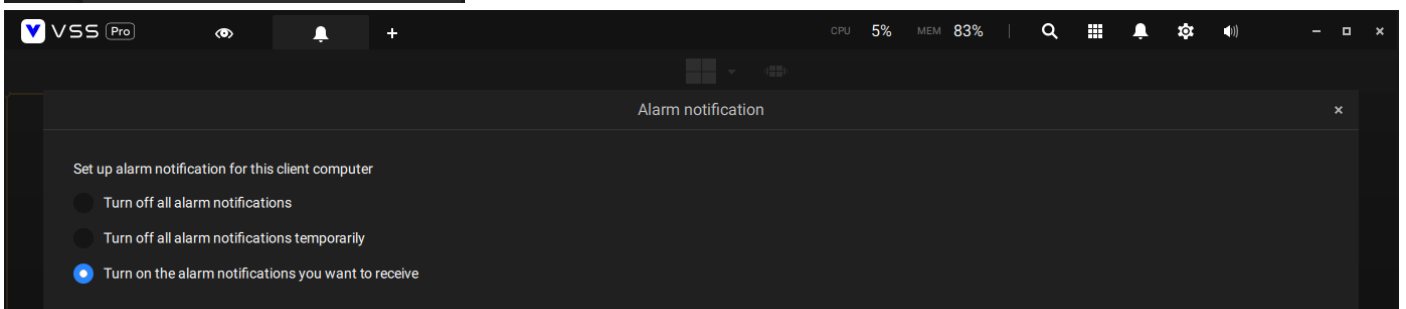 VSS Pro CPU 5% MEM 83%
Alarm notification
Set up alarm notification for this client computer
Turn off all alarm notifications
Turn off all alarm notifications temporarily
Turn on the alarm notifications you want to receive